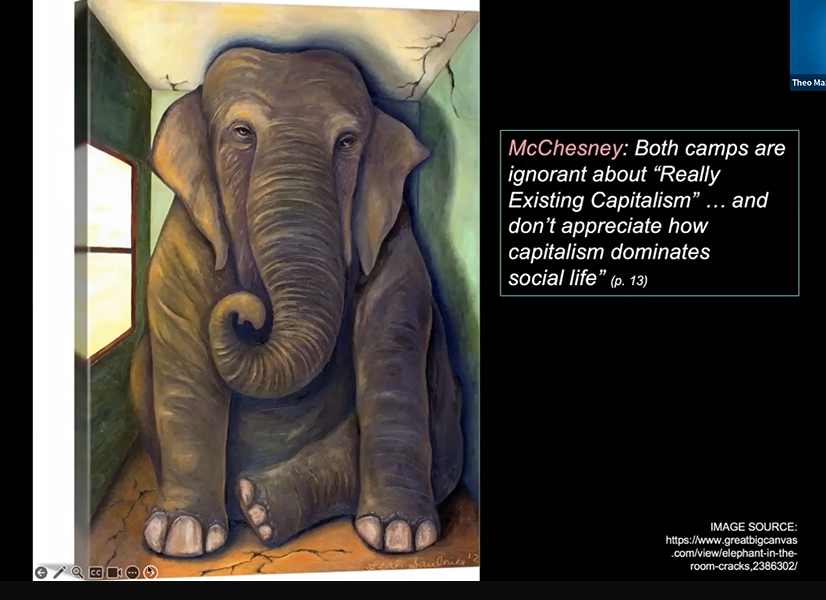 Theo Ma
McChesney: Both camps are
ignorant about “Really
Existing Capitalism” … and
don’t appreciate how
capitalism dominates
social life” (p. 13)
IMAGE SOURCE:
https://www.greatbigcanvas
.com/view/elephant-in-the-
room-cracks,2386302/
CC